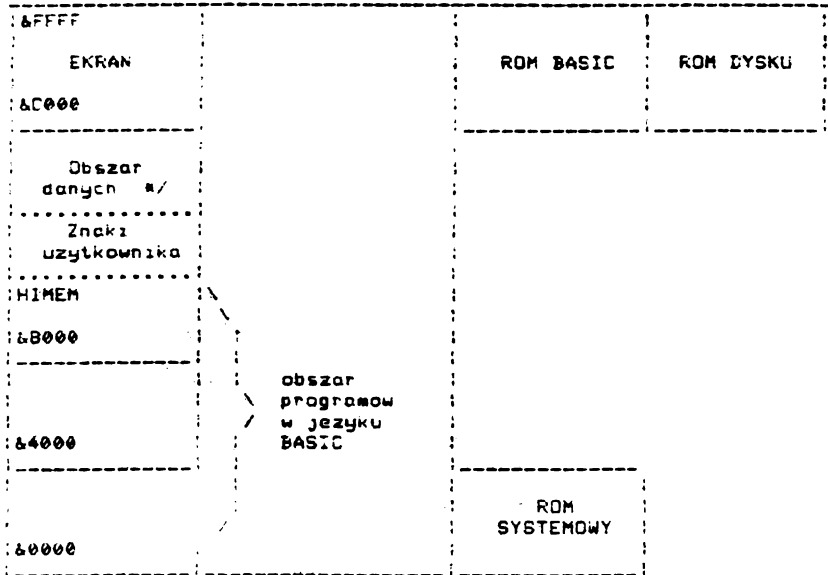 &FFFF
EKRAN
&C000
Obszar
danych */
Znaki
uzytkownika
HIMEM
&8000
&4000
&0000
obszar
programow
w jezyku
BASIC
ROM BASIC
ROM DYSKU
ROM
SYSTEMOWY